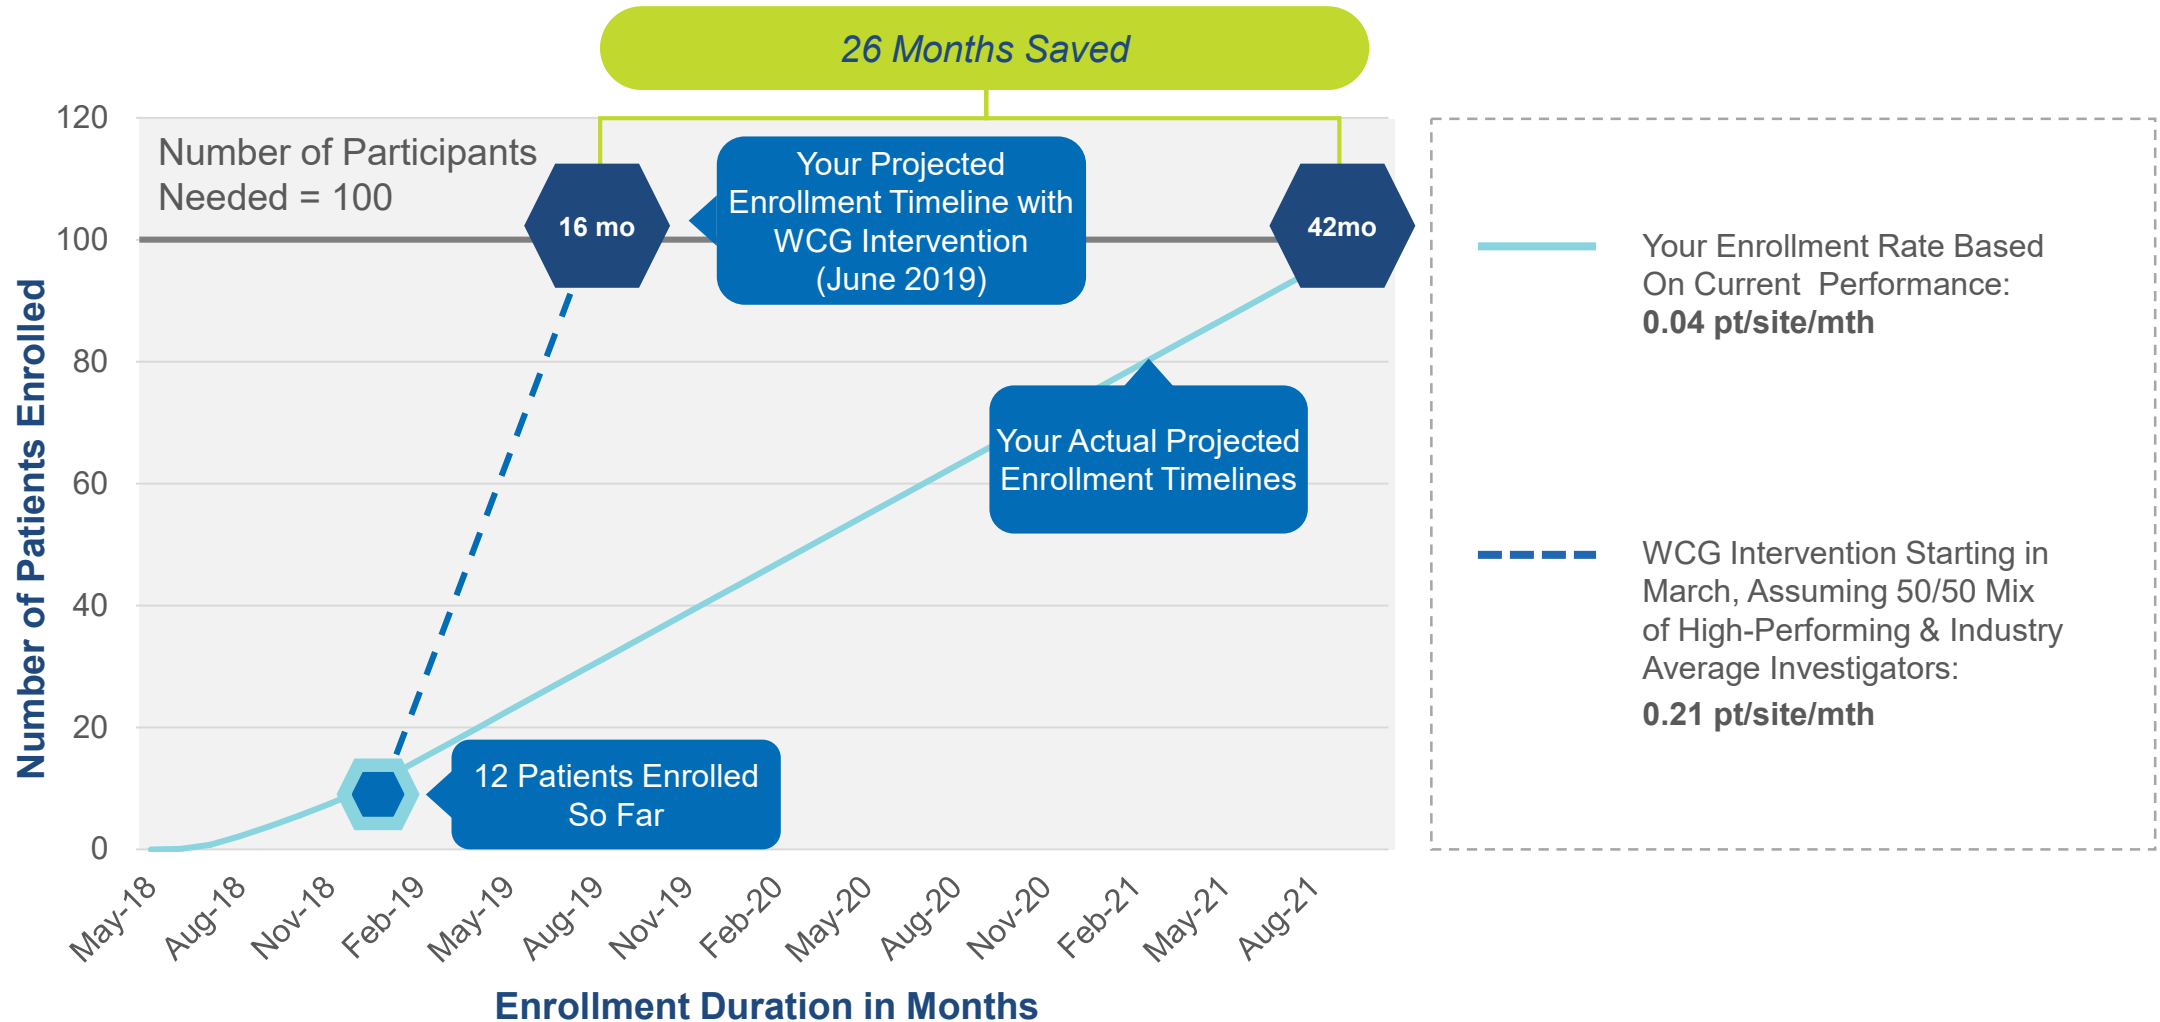 26 Months Saved
120
100
80
60
40
20
0
Number of Patients Enrolled
Number of Participants
Needed = 100
16 mo
Your Projected
Enrollment Timeline with
WCG Intervention
(June 2019)
42mo
Your Actual Projected
Enrollment Timelines
12 Patients Enrolled
So Far
May-18
Aug-18
Nov-18
Feb-19
May-19
Aug-19
Nov-19
Feb-20
May-20
Aug-20
Nov-20
Feb-21
May-21
Aug-21
Enrollment Duration in Months
Your Enrollment Rate Based
On Current  Performance:
0.04 pt/site/mth
WCG Intervention Starting in
March, Assuming 50/50 Mix
of High-Performing & Industry
Average Investigators:
0.21 pt/site/mth